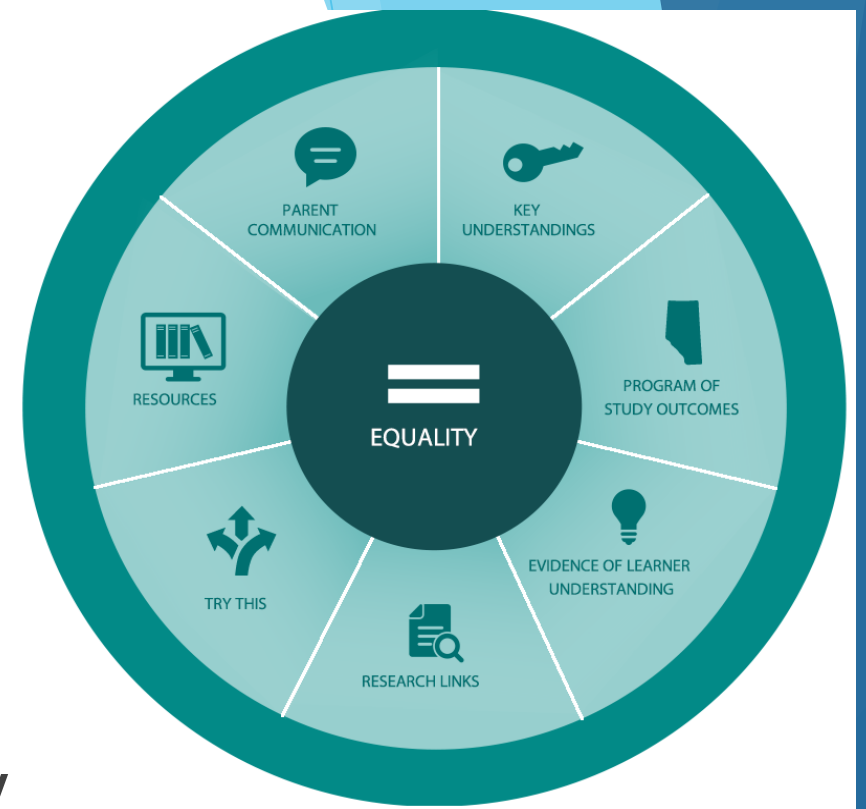 PARENT
COMMUNICATION
KEY
UNDERSTANDINGS
RESOURCES
PROGRAM OF
STUDY OUTCOMES
EQUALITY
TRY THIS
EVIDENCE OF LEARNER
UNDERSTANDING
RESEARCH LINKS